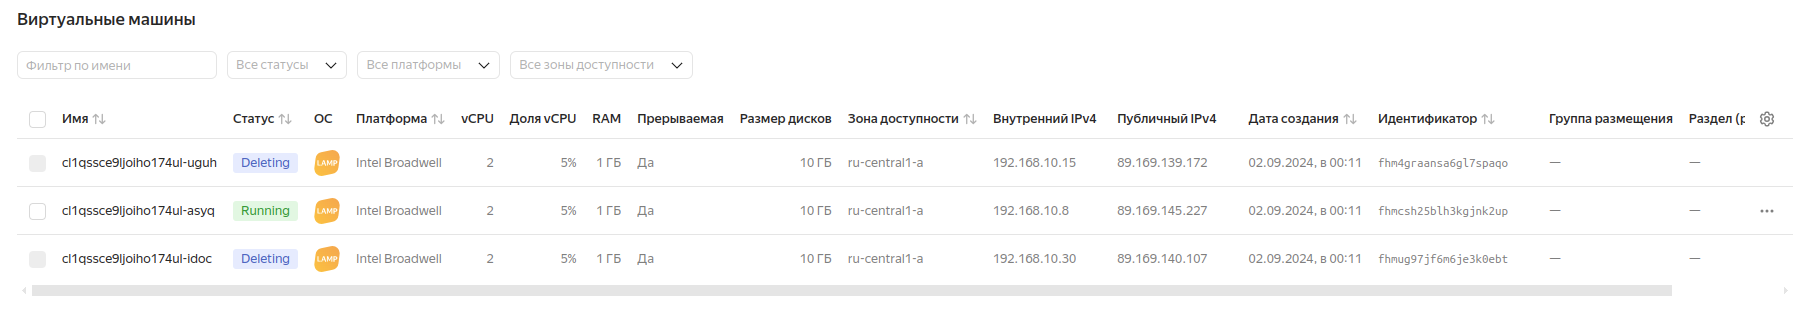 Виртуальные машины
Фильтр по имени Все статусы Все платформы Все зоны доступности
Имя Статус ОС Платформа vCPU Доля vCPU RAM Прерываемая Размер дисков Зона доступности Внутренний IPv4 Публичный IPv4 Дата создания Идентификатор Группа размещения Раздел (р
cl1qssce9ljoiho174ul-uguh Deleting LAMP Intel Broadwell 2 5% 1 ГБ Да 10 ГБ ru-central1-a 192.168.10.15 89.169.139.172 02.09.2024, в 00:11 fhm4graansa6gl7spaqo — —
cl1qssce9ljoiho174ul-asyq Running LAMP Intel Broadwell 2 5% 1 ГБ Да 10 ГБ ru-central1-a 192.168.10.8 89.169.145.227 02.09.2024, в 00:11 fhmcsh25blh3kgjnk2up — —
cl1qssce9ljoiho174ul-idoc Deleting LAMP Intel Broadwell 2 5% 1 ГБ Да 10 ГБ ru-central1-a 192.168.10.30 89.169.140.107 02.09.2024, в 00:11 fhmug97jf6m6je3k0ebt — —